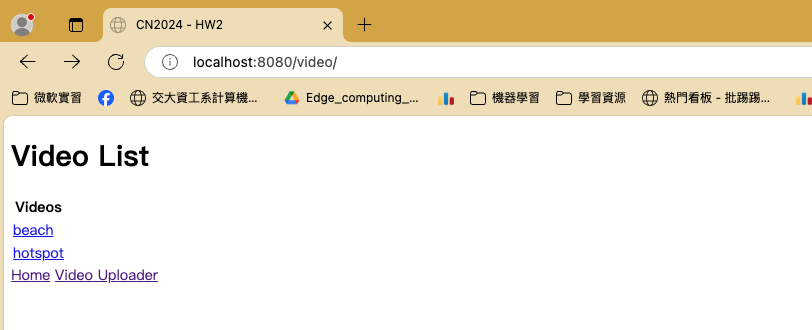 CN2024 - HW2
localhost:8080/video/
微軟實習
交大資工系計算機...
Edge_computing_...
機器學習
學習資源
熱門看板 - 批踢踢...
Video List
Videos
beach
hotspot
Home Video Uploader